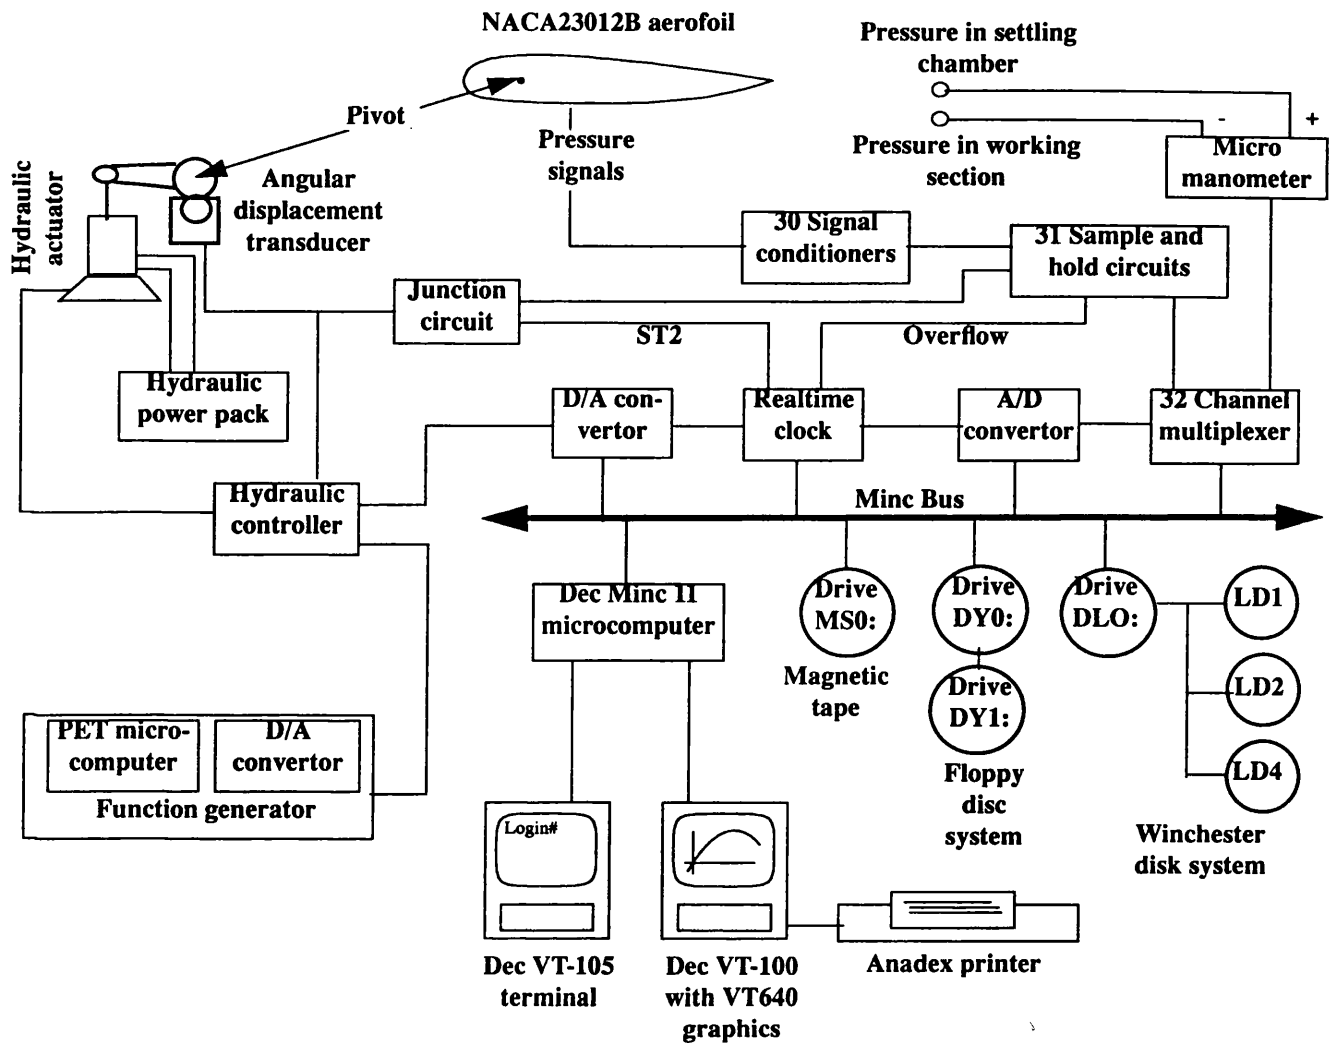 NACA23012B aerofoil
Pressure in settling
chamber
Pivot
Pressure
signals
- +
Pressure in working
section
Micro
manometer
Hydraulic
actuator
Angular
displacement
transducer
30 Signal
conditioners
31 Sample and
hold circuits
Junction
circuit
ST2
Overflow
Hydraulic
power pack
D/A con-
vertor
Realtime
clock
A/D
convertor
32 Channel
multiplexer
Hydraulic
controller
Minc Bus
Dec Minc 11
microcomputer
Drive
MS0:
Magnetic
tape
Drive
DY0:
Drive
DY1:
Floppy
disc
system
Drive
DLO:
LD1
LD2
LD4
Winchester
disk system
PET micro-
computer
D/A
convertor
Function generator
Login#
Dec VT-105
terminal
Dec VT-100
with VT640
graphics
Anadex printer